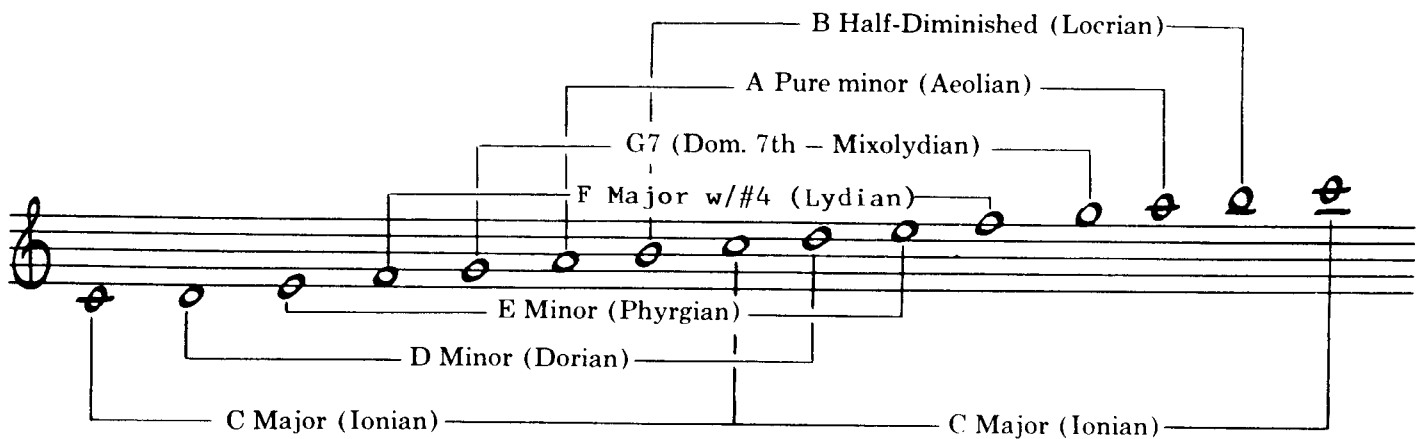 B Half-Diminished (Locrian)
A Pure minor (Aeolian)
G7 (Dom. 7th – Mixolydian)
F Major w/#4 (Lydian)
E Minor (Phyrgian)
D Minor (Dorian)
C Major (Ionian)
C Major (Ionian)